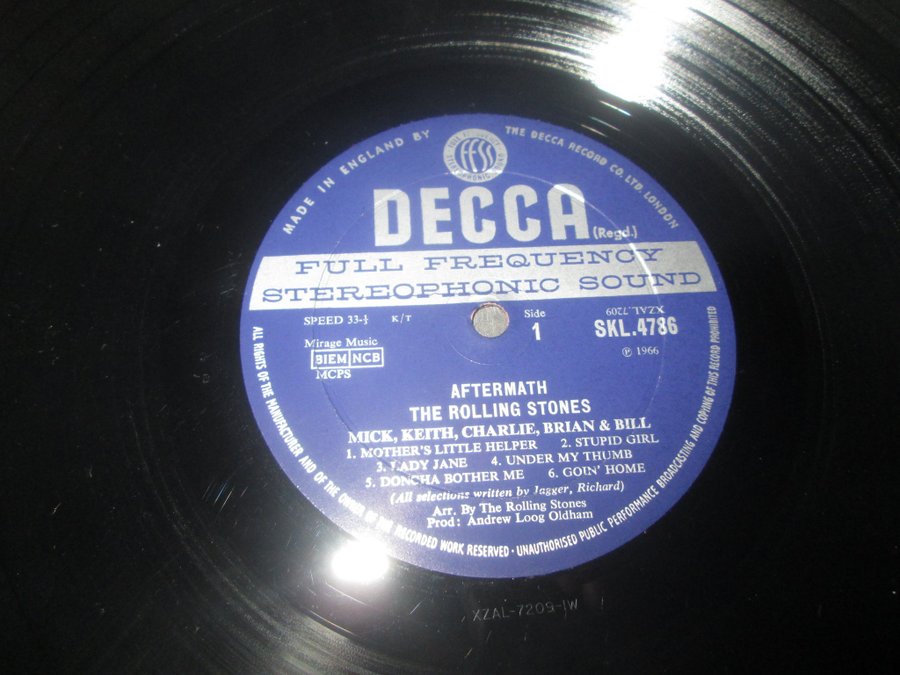 MADE IN ENGLAND BY
THE DECCA RECORD CO. LTD. LONDON
FFSS
DECCA (Regd.)
FULL FREQUENCY
STEREOPHONIC SOUND
SPEED 33-⅓ K/T
Side
1
XZAL.7209
SKL.4786
℗ 1966
Mirage Music
BIEM NCB
MCPS
AFTERMATH
THE ROLLING STONES
MICK, KEITH, CHARLIE, BRIAN & BILL
1. MOTHER'S LITTLE HELPER 2. STUPID GIRL
3. LADY JANE 4. UNDER MY THUMB
5. DONCHA BOTHER ME 6. GOIN' HOME
(All selections written by Jagger, Richard)
Arr. By The Rolling Stones
Prod: Andrew Loog Oldham
ALL RIGHTS OF THE MANUFACTURER AND OF THE OWNER OF THE RECORDED WORK RESERVED · UNAUTHORISED PUBLIC PERFORMANCE BROADCASTING AND COPYING OF THIS RECORD PROHIBITED
XZAL-7209-1W